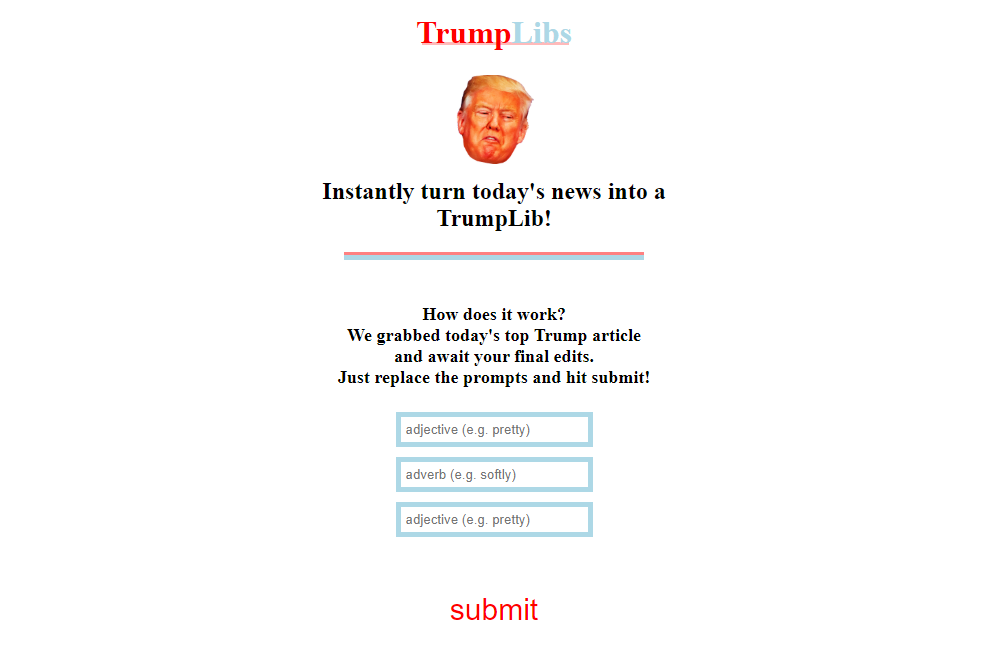 TrumpLibs
Instantly turn today's news into a
TrumpLib!
How does it work?
We grabbed today's top Trump article
and await your final edits.
Just replace the prompts and hit submit!
adjective (e.g. pretty)
adverb (e.g. softly)
adjective (e.g. pretty)
submit